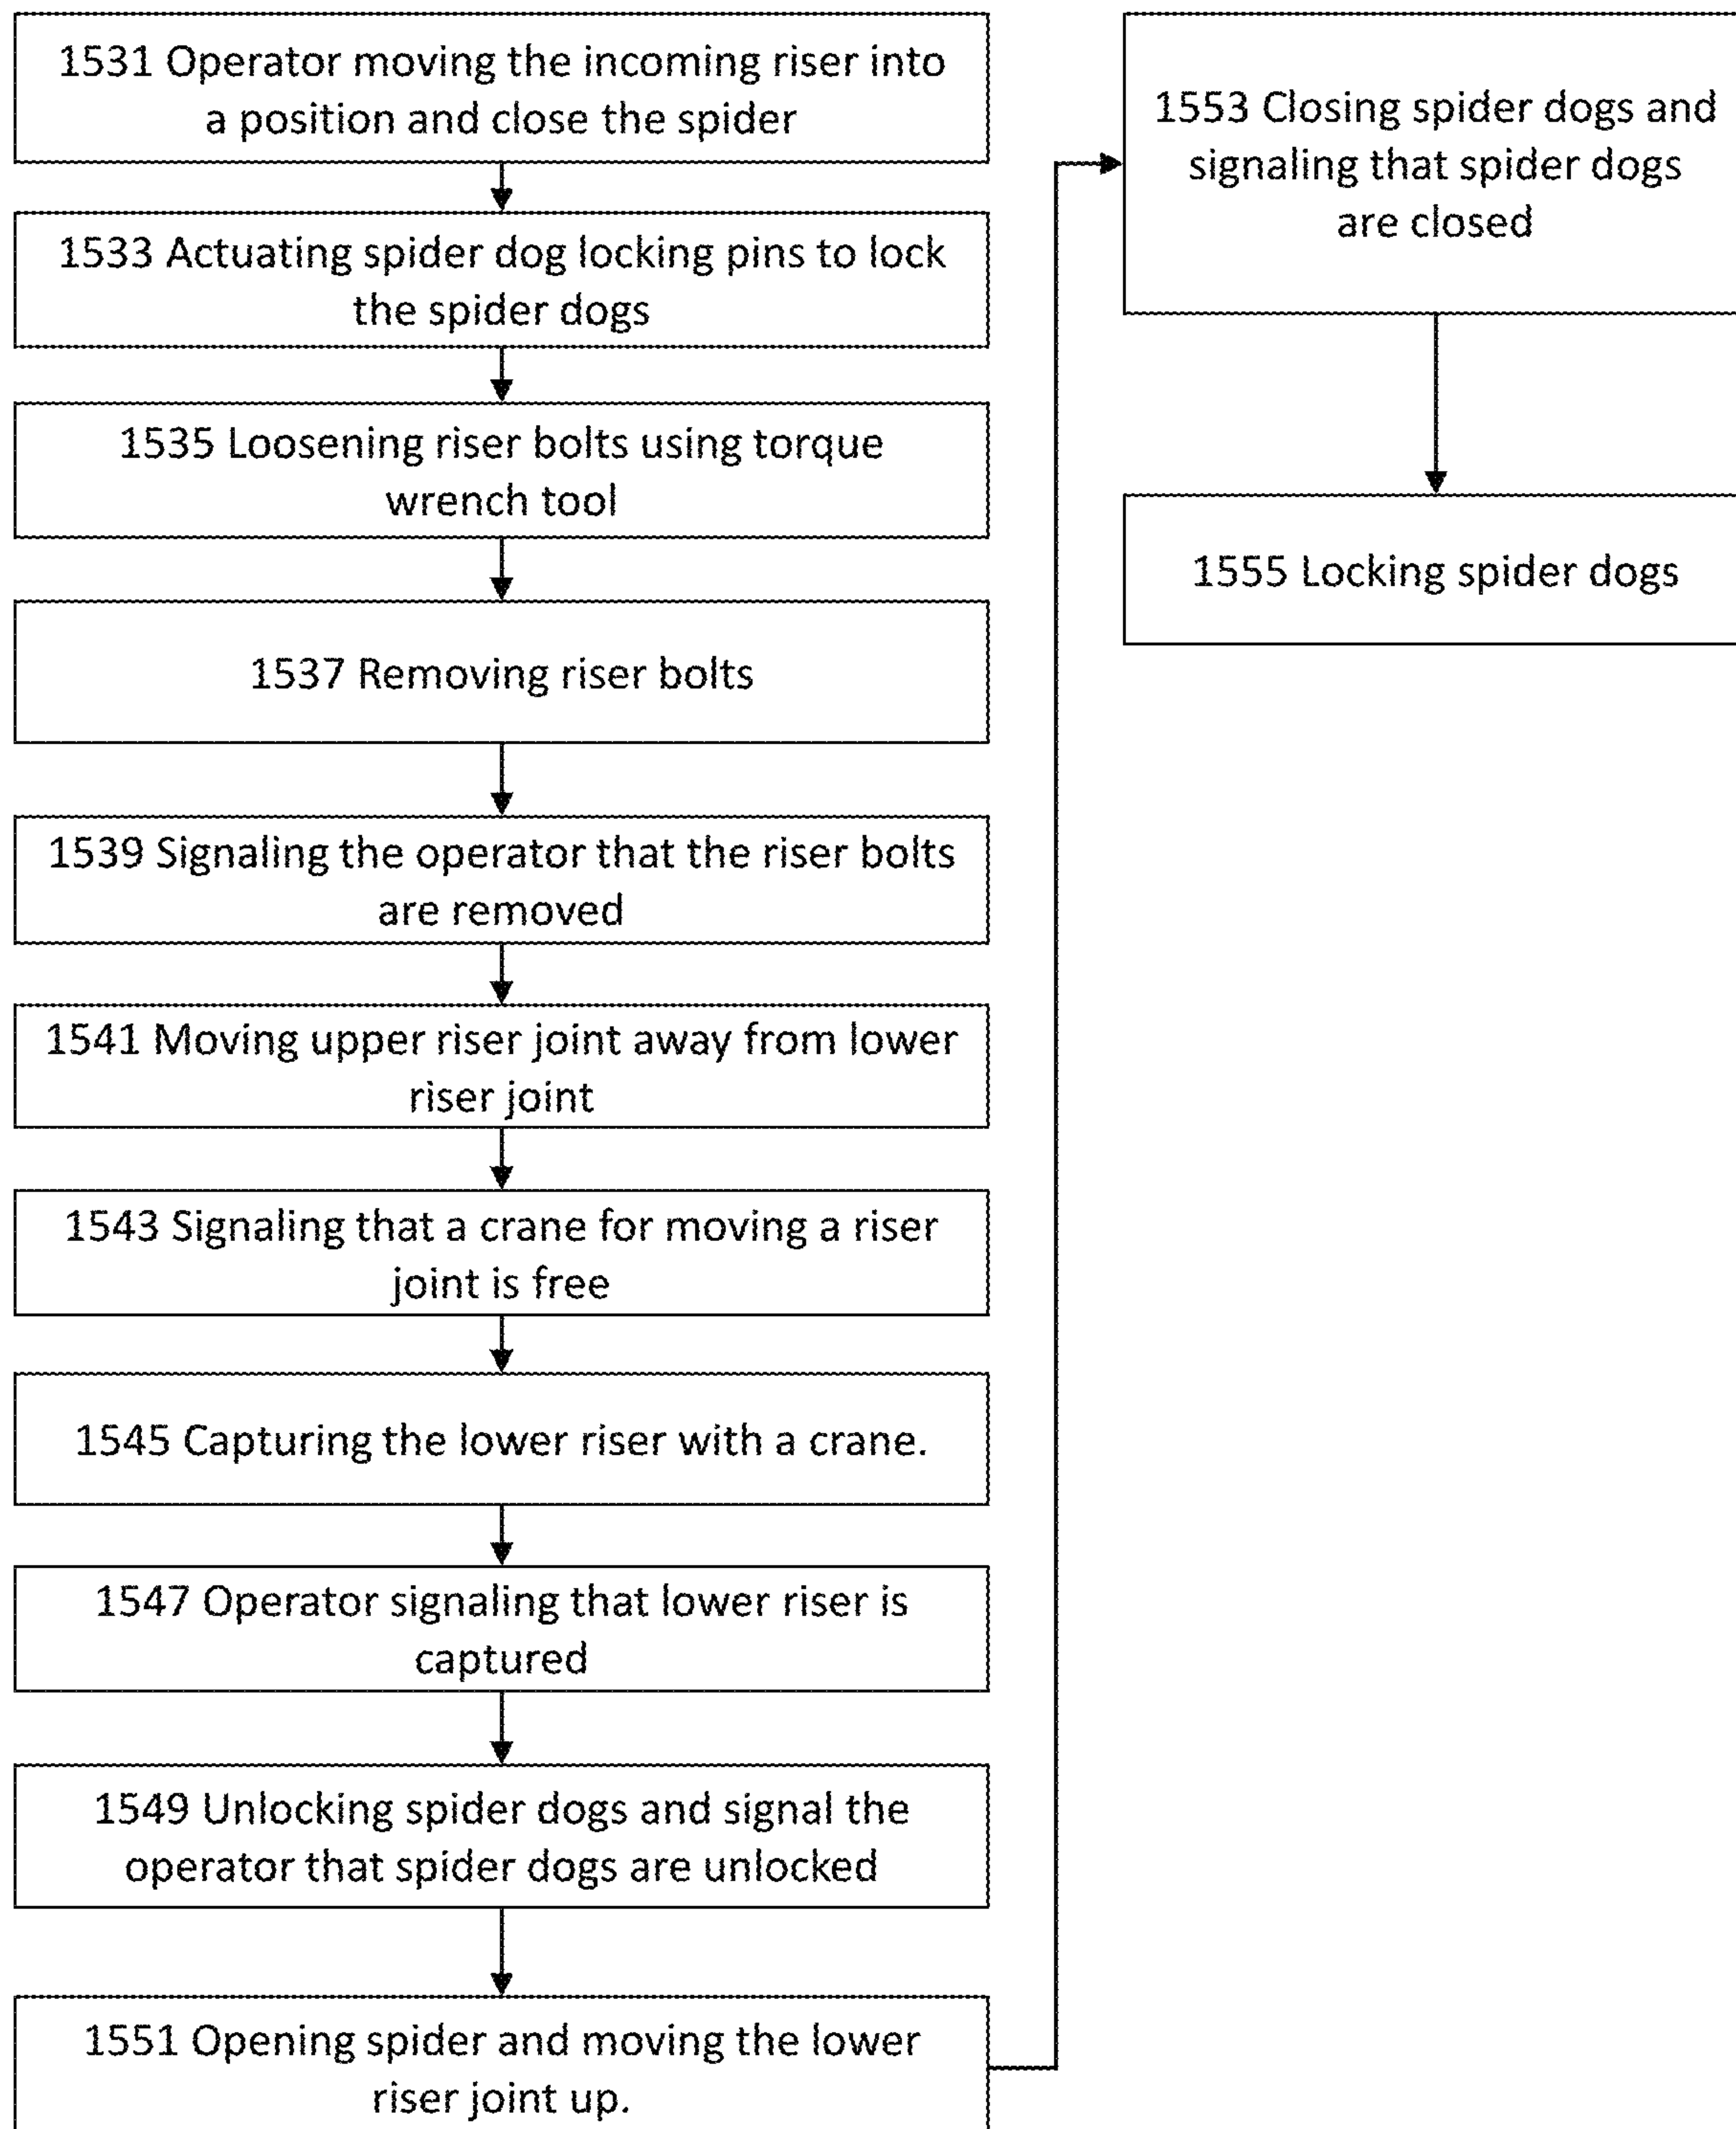 1531 Operator moving the incoming riser into
a position and close the spider
1533 Actuating spider dog locking pins to lock
the spider dogs
1535 Loosening riser bolts using torque
wrench tool
1537 Removing riser bolts
1539 Signaling the operator that the riser bolts
are removed
1541 Moving upper riser joint away from lower
riser joint
1543 Signaling that a crane for moving a riser
joint is free
1545 Capturing the lower riser with a crane.
1547 Operator signaling that lower riser is
captured
1549 Unlocking spider dogs and signal the
operator that spider dogs are unlocked
1551 Opening spider and moving the lower
riser joint up.
1553 Closing spider dogs and
signaling that spider dogs
are closed
1555 Locking spider dogs